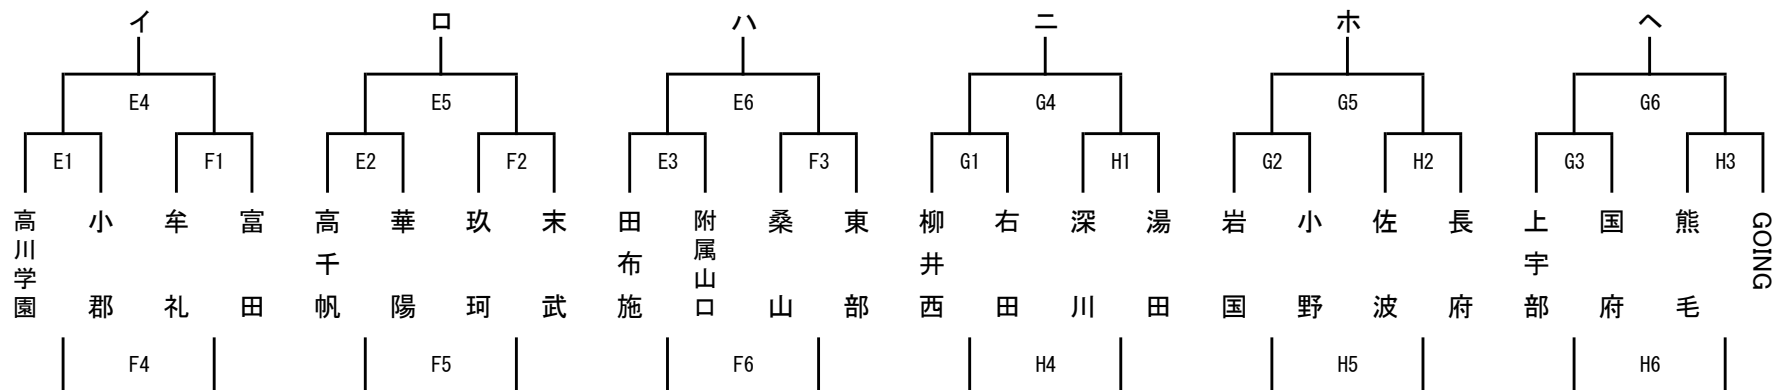 イ ロ ハ ニ ホ ヘ
E4 E5 E6 G4 G5 G6
E1 F1 E2 F2 E3 F3 G1 H1 G2 H2 G3 H3
高川学園
小郡
牟礼
富田
高千帆
華陽
玖珂
末武
田布施
附属山口
桑山
東部
柳井西
右田
深川
湯田
岩国
小野
佐波
長府
上宇部
国府
熊毛
GOING
F4 F5 F6 H4 H5 H6